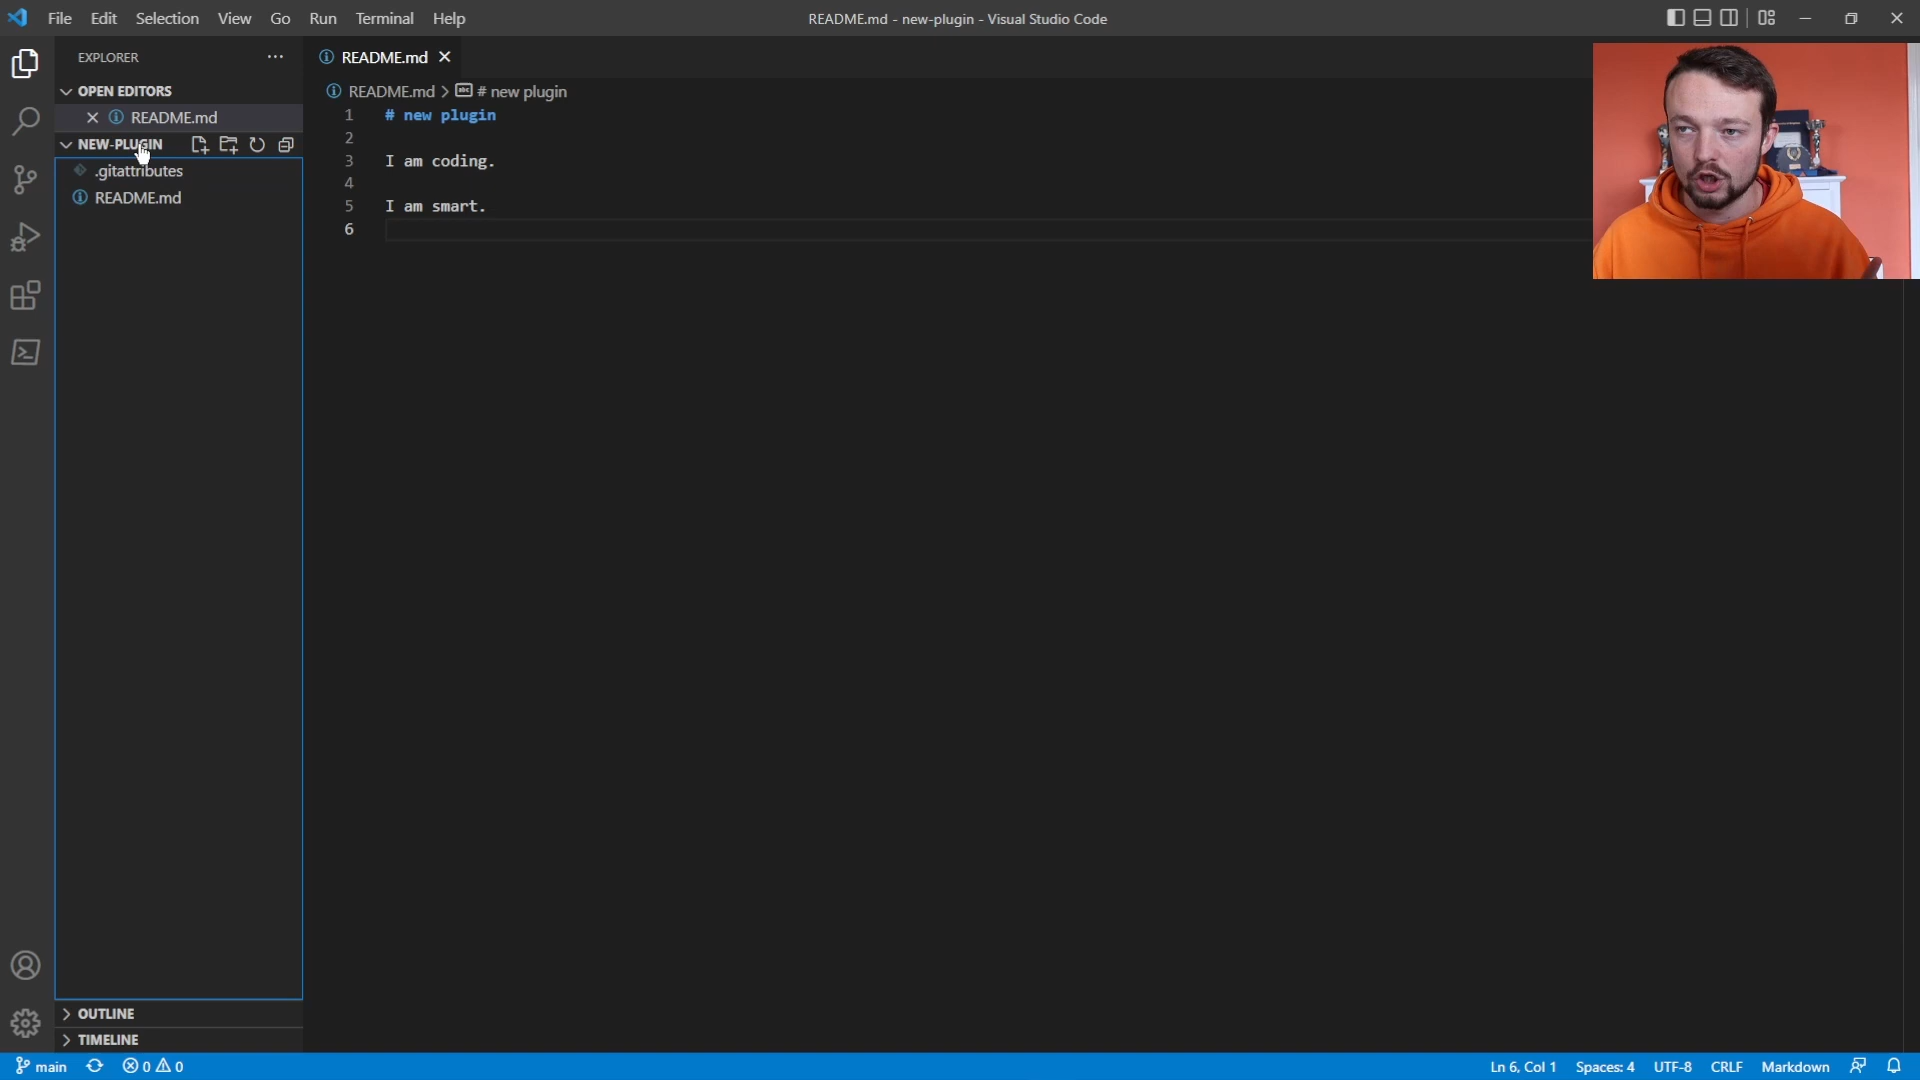 File Edit Selection View Go Run Terminal Help
README.md - new-plugin - Visual Studio Code
EXPLORER
OPEN EDITORS
README.md
NEW-PLUGIN
.gitattributes
README.md
OUTLINE
TIMELINE
README.md
README.md > # new plugin
1 # new plugin
2
3 I am coding.
4
5 I am smart.
6
main 0 0
Ln 6, Col 1 Spaces: 4 UTF-8 CRLF Markdown